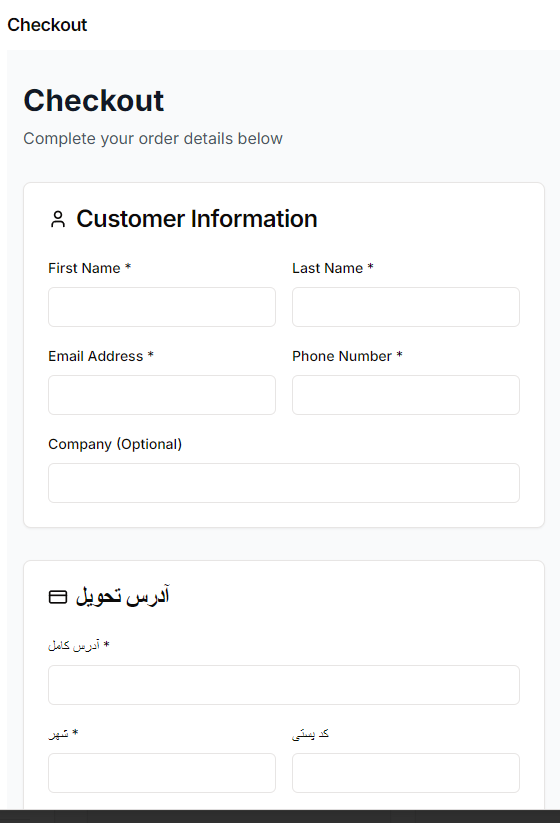 Checkout
Checkout
Complete your order details below
Customer Information
First Name *
Last Name *
Email Address *
Phone Number *
Company (Optional)
آدرس تحویل
آدرس کامل *
شهر *
کد پستی